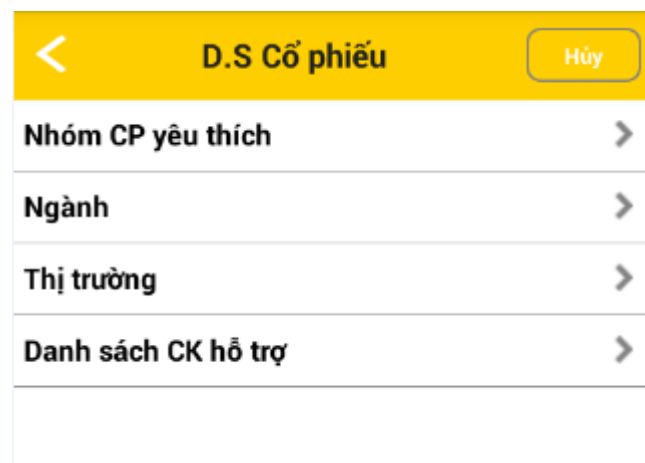 D.S Cổ phiếu
Hủy
Nhóm CP yêu thích
Ngành
Thị trường
Danh sách CK hỗ trợ